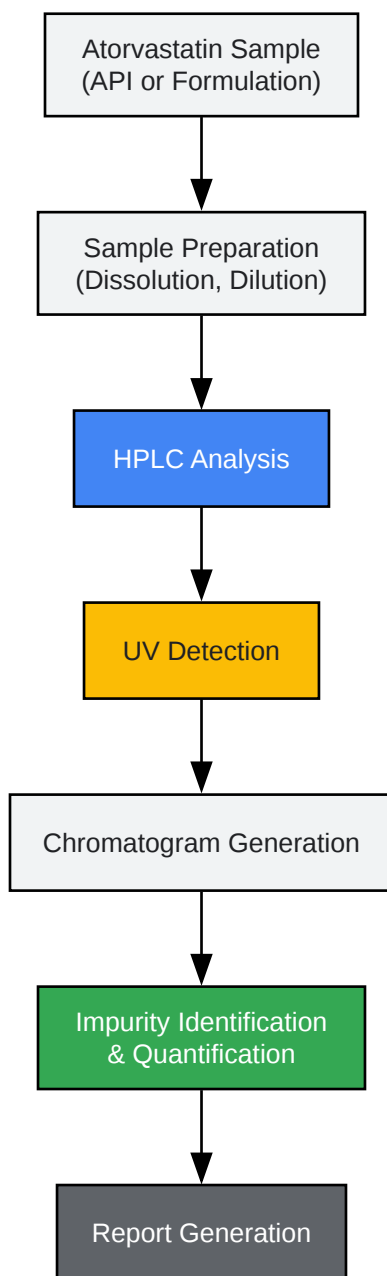 Atorvastatin Sample
(API or Formulation)
Sample Preparation
(Dissolution, Dilution)
HPLC Analysis
UV Detection
Chromatogram Generation
Impurity Identification
& Quantification
Report Generation